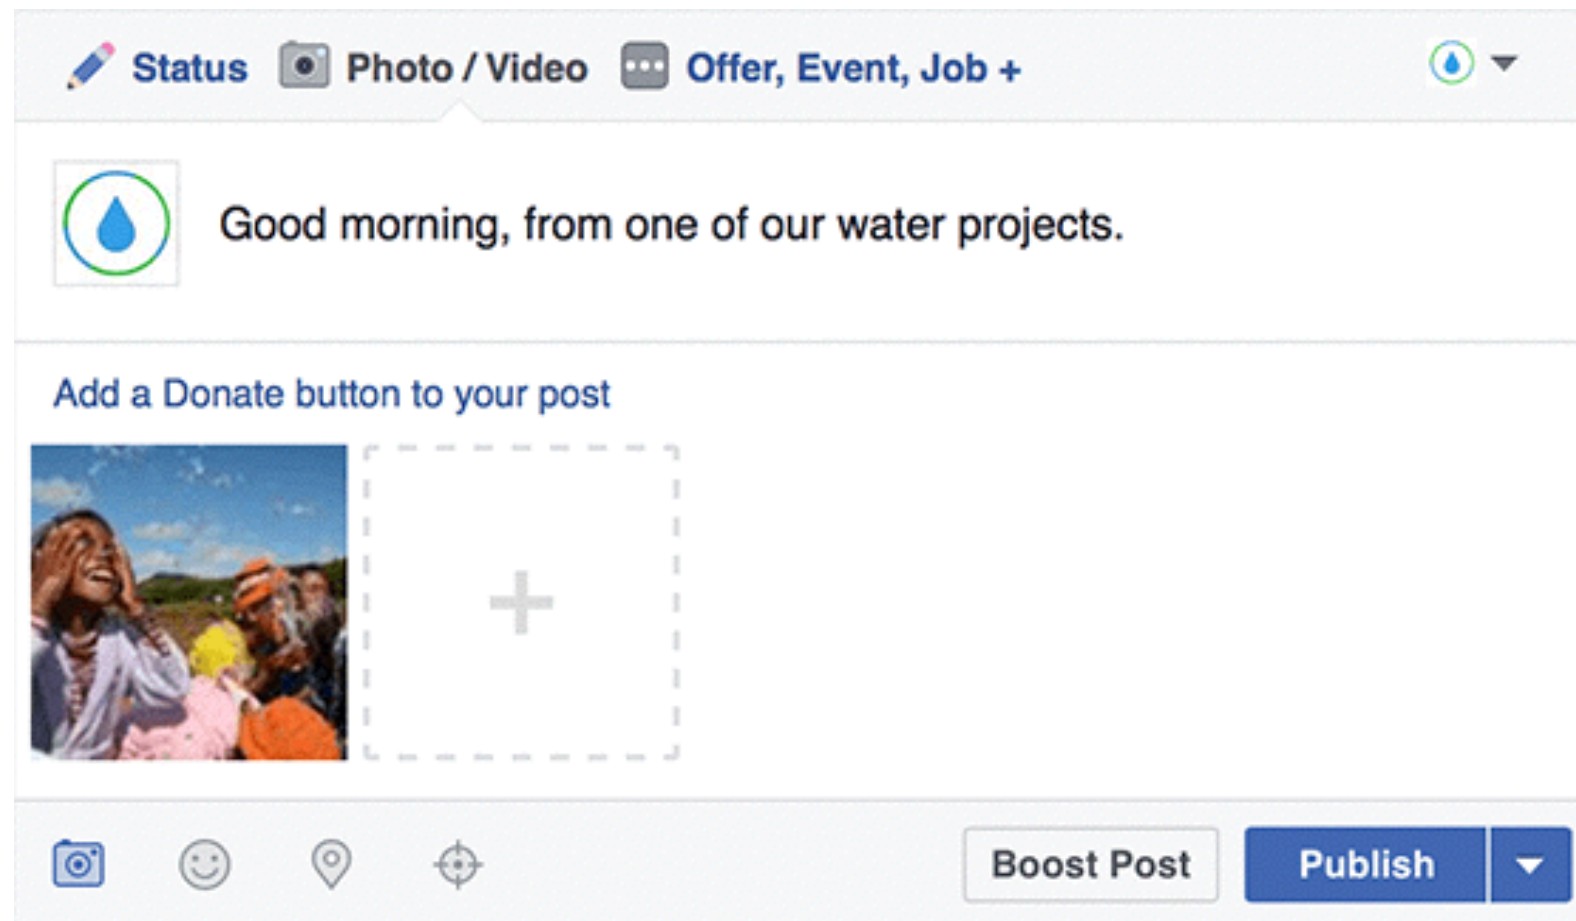 Status Photo / Video Offer, Event, Job +
Good morning, from one of our water projects.
Add a Donate button to your post
Boost Post Publish